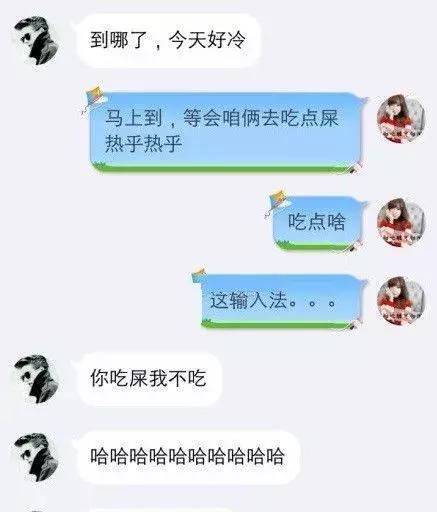 到哪了，今天好冷
马上到，等会咱俩去吃点屎
热乎热乎
吃点啥
这输入法。。。
你吃屎我不吃
哈哈哈哈哈哈哈哈哈哈